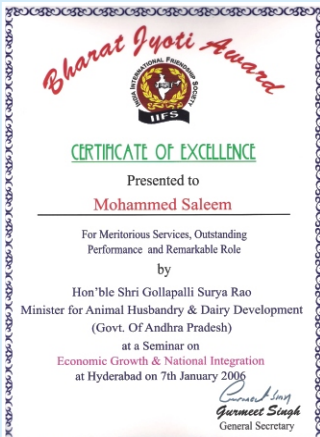 Bharat Jyoti Award
INDIA INTERNATIONAL FRIENDSHIP SOCIETY
IIFS
CERTIFICATE OF EXCELLENCE
Presented to
Mohammed Saleem
For Meritorious Services, Outstanding
Performance and Remarkable Role
by
Hon'ble Shri Gollapalli Surya Rao
Minister for Animal Husbandry & Dairy Development
(Govt. Of Andhra Pradesh)
at a Seminar on
Economic Growth & National Integration
at Hyderabad on 7th January 2006
Gurmeet Singh
Gurmeet Singh
General Secretary